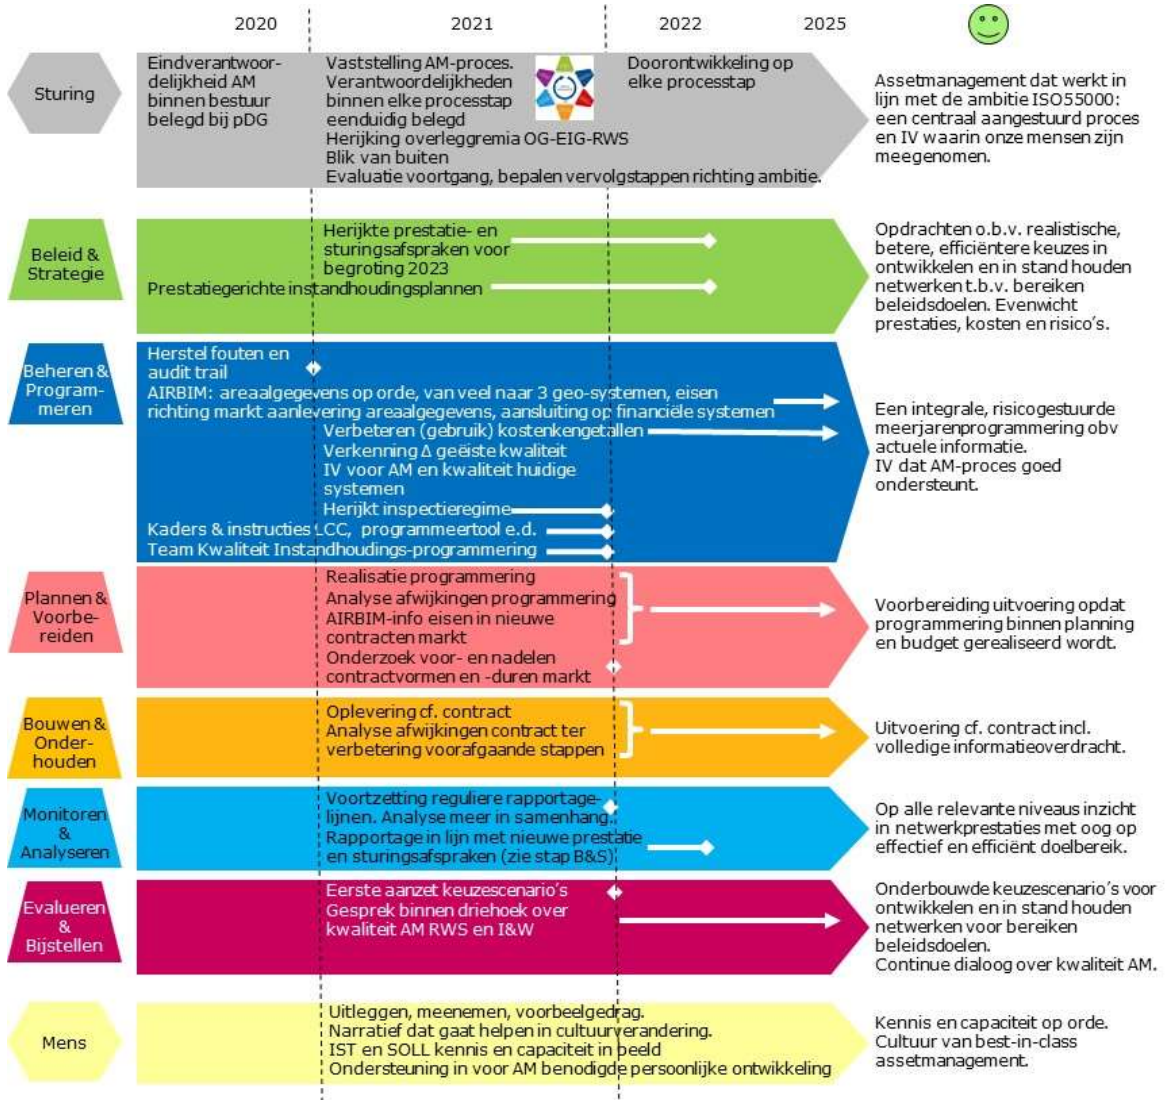 2020
2021
2022
2025
Sturing
Eindverantwoor-
delijkheid AM
binnen bestuur
belegd bij pDG
Vaststelling AM-proces.
Verantwoordelijkheden
binnen elke processtap
eenduidig belegd
Herijking overleggremia OG-EIG-RWS
Blik van buiten
Evaluatie voortgang, bepalen vervolgstappen richting ambitie.
Doorontwikkeling op
elke processtap
Assetmanagement dat werkt in
lijn met de ambitie ISO55000:
een centraal aangestuurd proces
en IV waarin onze mensen zijn
meegenomen.
Beleid &
Strategie
Herijkte prestatie- en
sturingsafspraken voor
begroting 2023
Prestatiegerichte instandhoudingsplannen
Opdrachten o.b.v. realistische,
betere, efficiëntere keuzes in
ontwikkelen en in stand houden
netwerken t.b.v. bereiken
beleidsdoelen. Evenwicht
prestaties, kosten en risico's.
Beheren &
Program-
meren
Herstel fouten en
audit trail
AIRBIM: areaalgegevens op orde, van veel naar 3 geo-systemen, eisen
richting markt aanlevering areaalgegevens, aansluiting op financiële systemen
Verbeteren (gebruik) kostenkengetallen
Verkenning Δ geëiste kwaliteit
IV voor AM en kwaliteit huidige
systemen
Herijkt inspectieregime
Kaders & instructies LCC, programmeertool e.d.
Team Kwaliteit Instandhoudings-programmering
Een integrale, risicogestuurde
meerjarenprogrammering obv
actuele informatie.
IV dat AM-proces goed
ondersteunt.
Plannen &
Voorbe-
reiden
Realisatie programmering
Analyse afwijkingen programmering
AIRBIM-info eisen in nieuwe
contracten markt
Onderzoek voor- en nadelen
contractvormen en -duren markt
Voorbereiding uitvoering opdat
programmering binnen planning
en budget gerealiseerd wordt.
Bouwen &
Onder-
houden
Oplevering cf. contract
Analyse afwijkingen contract ter
verbetering voorafgaande stappen
Uitvoering cf. contract incl.
volledige informatieoverdracht.
Monitoren
&
Analyseren
Voortzetting reguliere rapportage-
lijnen. Analyse meer in samenhang.
Rapportage in lijn met nieuwe prestatie
en sturingsafspraken (zie stap B&S)
Op alle relevante niveaus inzicht
in netwerkprestaties met oog op
effectief en efficiënt doelbereik.
Evalueren
&
Bijstellen
Eerste aanzet keuzescenario's
Gesprek binnen driehoek over
kwaliteit AM RWS en I&W
Onderbouwde keuzescenario's voor
ontwikkelen en in stand houden
netwerken voor bereiken
beleidsdoelen.
Continue dialoog over kwaliteit AM.
Mens
Uitleggen, meenemen, voorbeelgedrag.
Narratief dat gaat helpen in cultuurverandering.
IST en SOLL kennis en capaciteit in beeld
Ondersteuning in voor AM benodigde persoonlijke ontwikkeling
Kennis en capaciteit op orde.
Cultuur van best-in-class
assetmanagement.